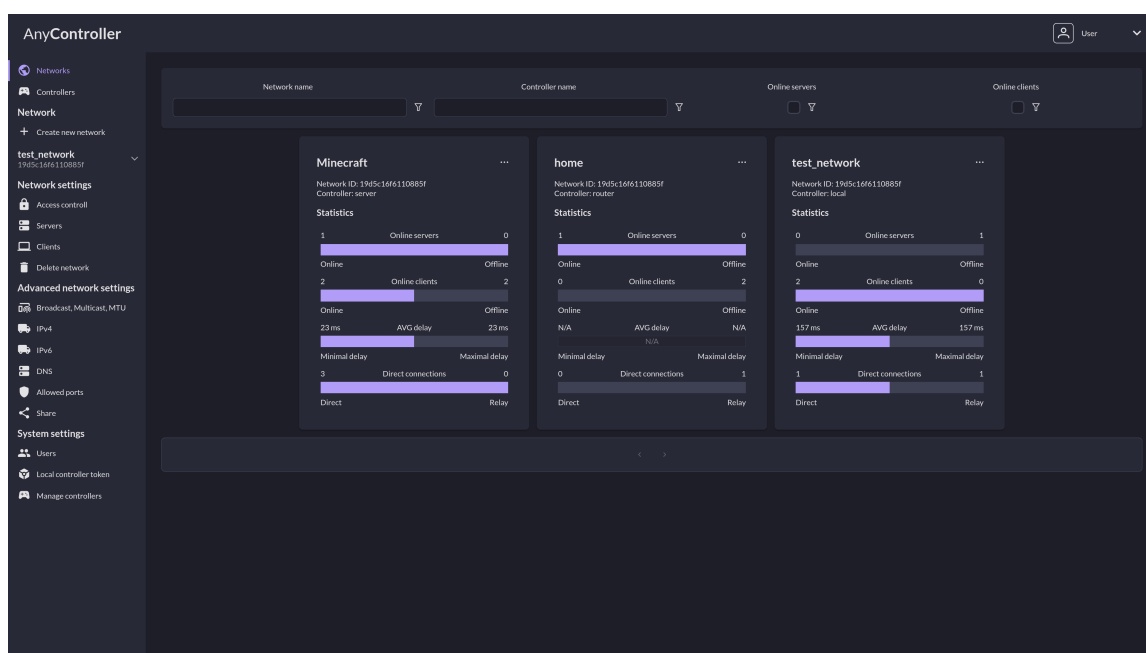 AnyController
User
Networks
Controllers
Network
Create new network
test_network
19d5c16f6110885f
Network settings
Access controll
Servers
Clients
Delete network
Advanced network settings
Broadcast, Multicast, MTU
IPv4
IPv6
DNS
Allowed ports
Share
System settings
Users
Local controller token
Manage controllers
Network name Controller name Online servers Online clients
Minecraft ...
Network ID: 19d5c16f6110885f
Controller: server
Statistics
1 Online servers 0
Online Offline
2 Online clients 2
Online Offline
23 ms AVG delay 23 ms
Minimal delay Maximal delay
3 Direct connections 0
Direct Relay
home ...
Network ID: 19d5c16f6110885f
Controller: router
Statistics
1 Online servers 0
Online Offline
0 Online clients 2
Online Offline
N/A AVG delay N/A
N/A
Minimal delay Maximal delay
0 Direct connections 1
Direct Relay
test_network ...
Network ID: 19d5c16f6110885f
Controller: local
Statistics
0 Online servers 1
Online Offline
2 Online clients 0
Online Offline
157 ms AVG delay 157 ms
Minimal delay Maximal delay
1 Direct connections 1
Direct Relay